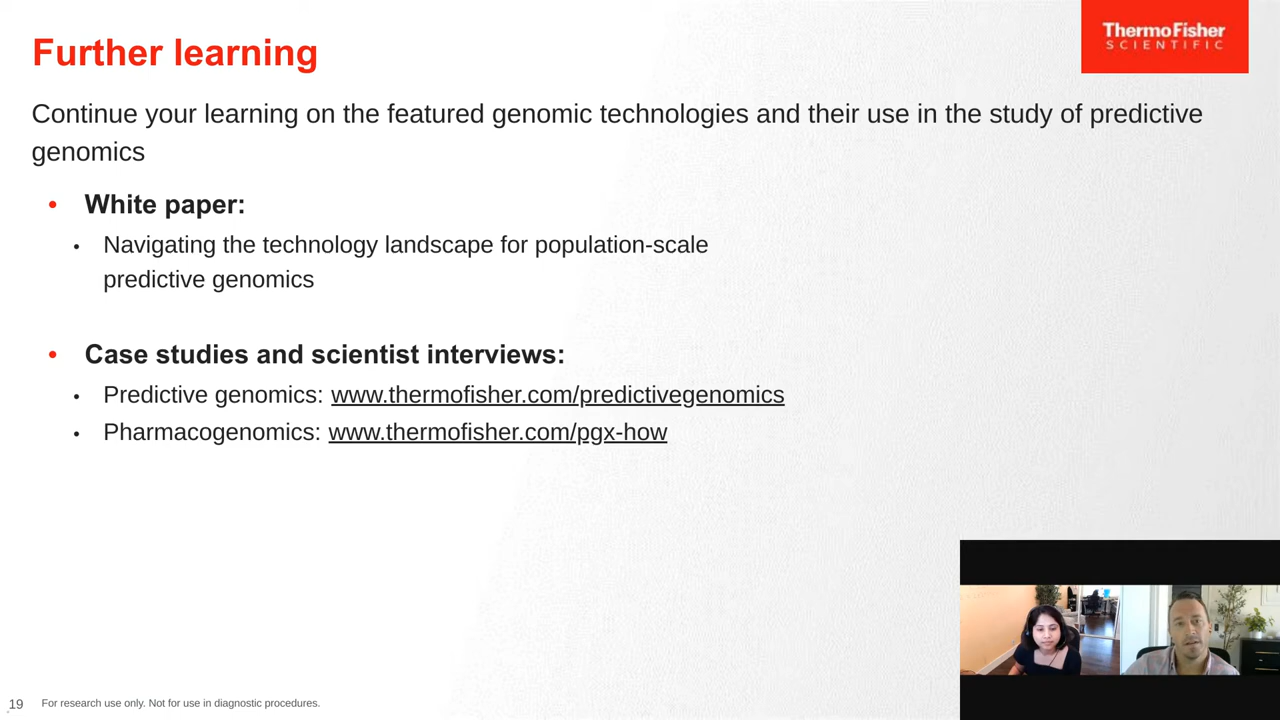 Further learning
ThermoFisher
SCIENTIFIC
Continue your learning on the featured genomic technologies and their use in the study of predictive
genomics
• White paper:
• Navigating the technology landscape for population-scale
predictive genomics
• Case studies and scientist interviews:
• Predictive genomics: www.thermofisher.com/predictivegenomics
• Pharmacogenomics: www.thermofisher.com/pgx-how
19 For research use only. Not for use in diagnostic procedures.